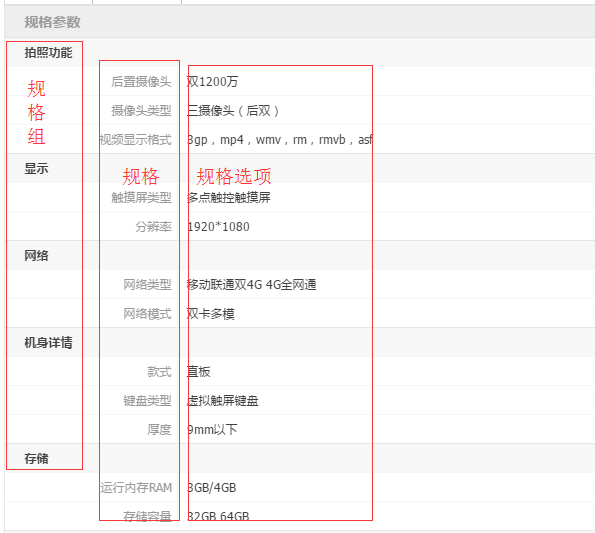 规格参数
拍照功能
后置摄像头 双1200万
规格组
摄像头类型 三摄像头（后双）
视频显示格式 3gp，mp4，wmv，rm，rmvb，asf
显示
规格 规格选项
触摸屏类型 多点触控触摸屏
分辨率 1920*1080
网络
网络类型 移动联通双4G 4G全网通
网络模式 双卡多模
机身详情
款式 直板
键盘类型 虚拟触屏键盘
厚度 9mm以下
存储
运行内存RAM 3GB/4GB
存储容量 32GB 64GB